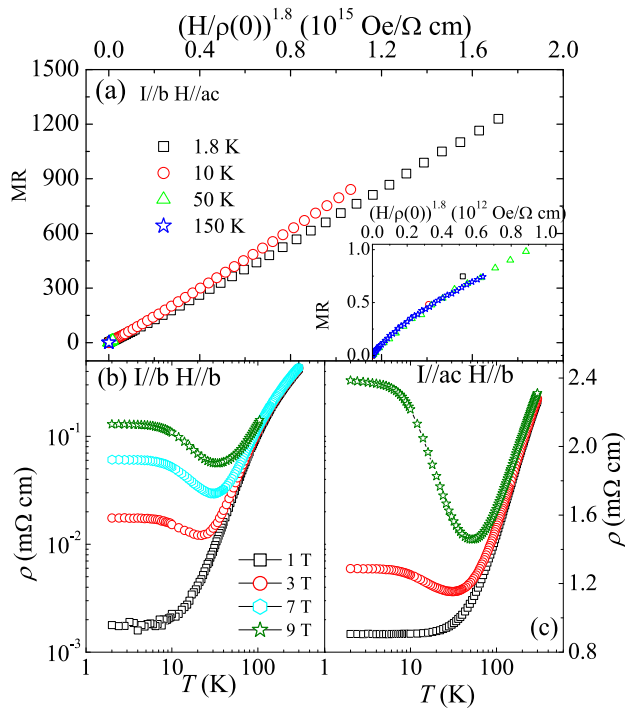 (H/ρ(0))^1.8 (10^15 Oe/Ω cm)
0.0 0.4 0.8 1.2 1.6 2.0
1500
(a) I//b H//ac
1200
1.8 K
10 K
50 K
150 K
900
600
300
0
MR
(H/ρ(0))^1.8 (10^12 Oe/Ω cm)
0.0 0.2 0.4 0.6 0.8 1.0
1.0
0.5
0.0
MR
(b) I//b H//b
10^-1
10^-2
10^-3
ρ (mΩ cm)
1 T
3 T
7 T
9 T
1 10 100
T (K)
I//ac H//b
2.4
2.0
1.6
1.2
0.8
ρ (mΩ cm)
(c)
1 10 100
T (K)